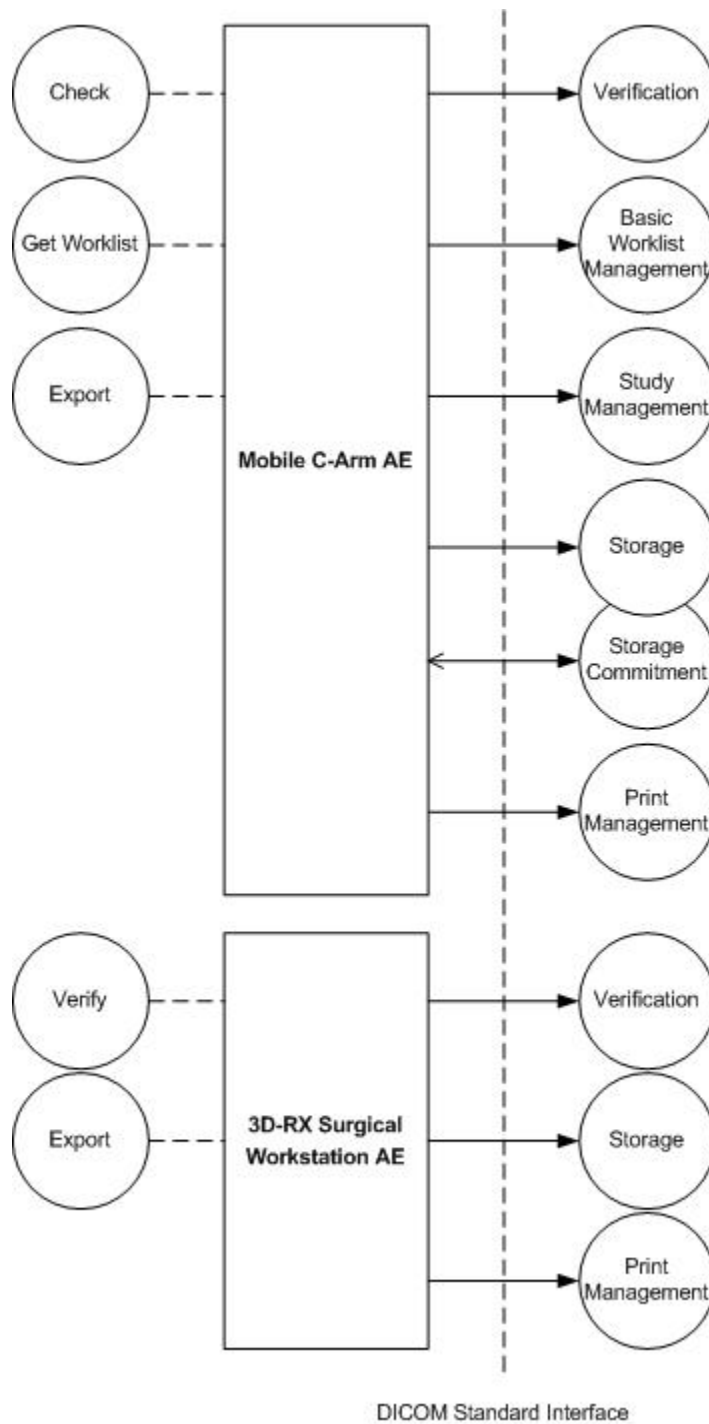 Check
Verification
Get Worklist
Basic
Worklist
Management
Export
Study
Management
Mobile C-Arm AE
Storage
Storage
Commitment
Print
Management
Verify
Verification
Export
3D-RX Surgical
Workstation AE
Storage
Print
Management
DICOM Standard Interface